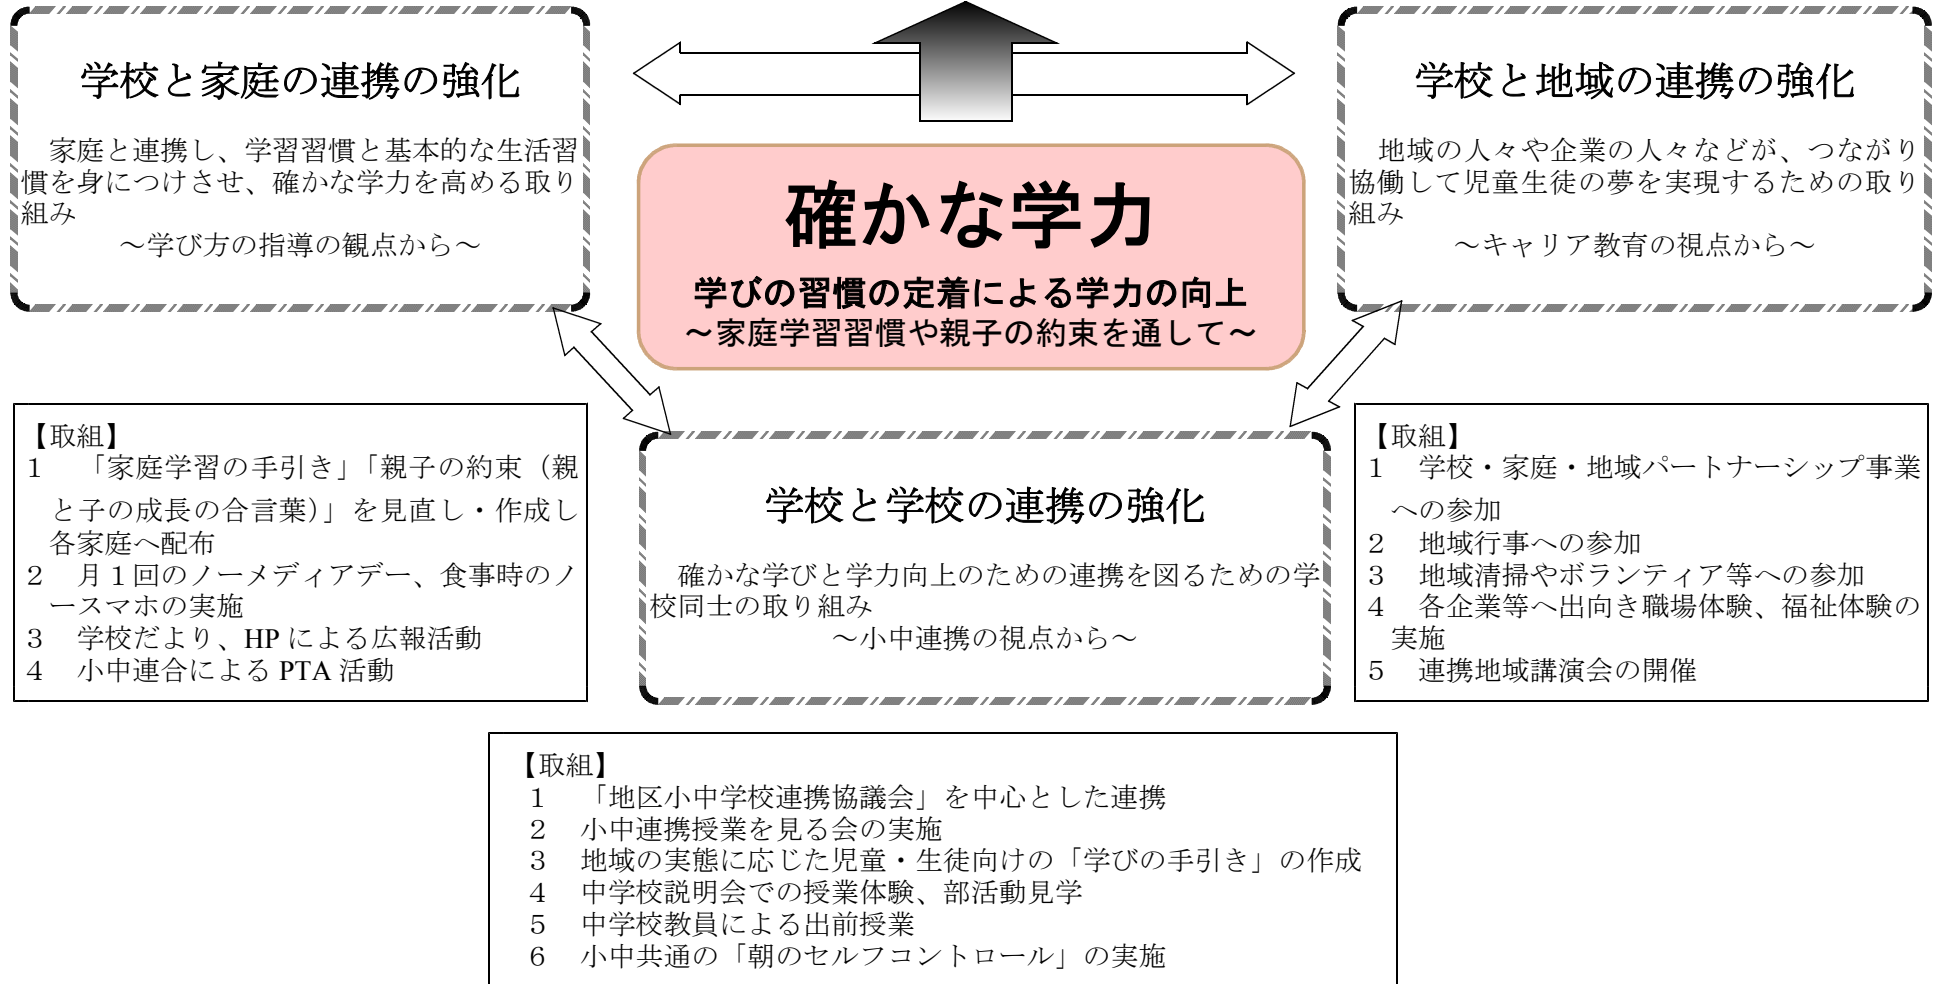 学校と家庭の連携の強化
家庭と連携し、学習習慣と基本的な生活習
慣を身につけさせ、確かな学力を高める取り
組み
～学び方の指導の観点から～
確かな学力
学びの習慣の定着による学力の向上
～家庭学習習慣や親子の約束を通して～
学校と地域の連携の強化
地域の人々や企業の人々などが、つながり
協働して児童生徒の夢を実現するための取り
組み
～キャリア教育の視点から～
【取組】
１　「家庭学習の手引き」「親子の約束（親
と子の成長の合言葉）」を見直し・作成し
各家庭へ配布
２　月１回のノーメディアデー、食事時のノ
ースマホの実施
３　学校だより、HP による広報活動
４　小中連合による PTA 活動
学校と学校の連携の強化
確かな学びと学力向上のための連携を図るための学
校同士の取り組み
～小中連携の視点から～
【取組】
１　学校・家庭・地域パートナーシップ事業
への参加
２　地域行事への参加
３　地域清掃やボランティア等への参加
４　各企業等へ出向き職場体験、福祉体験の
実施
５　連携地域講演会の開催
【取組】
１　「地区小中学校連携協議会」を中心とした連携
２　小中連携授業を見る会の実施
３　地域の実態に応じた児童・生徒向けの「学びの手引き」の作成
４　中学校説明会での授業体験、部活動見学
５　中学校教員による出前授業
６　小中共通の「朝のセルフコントロール」の実施